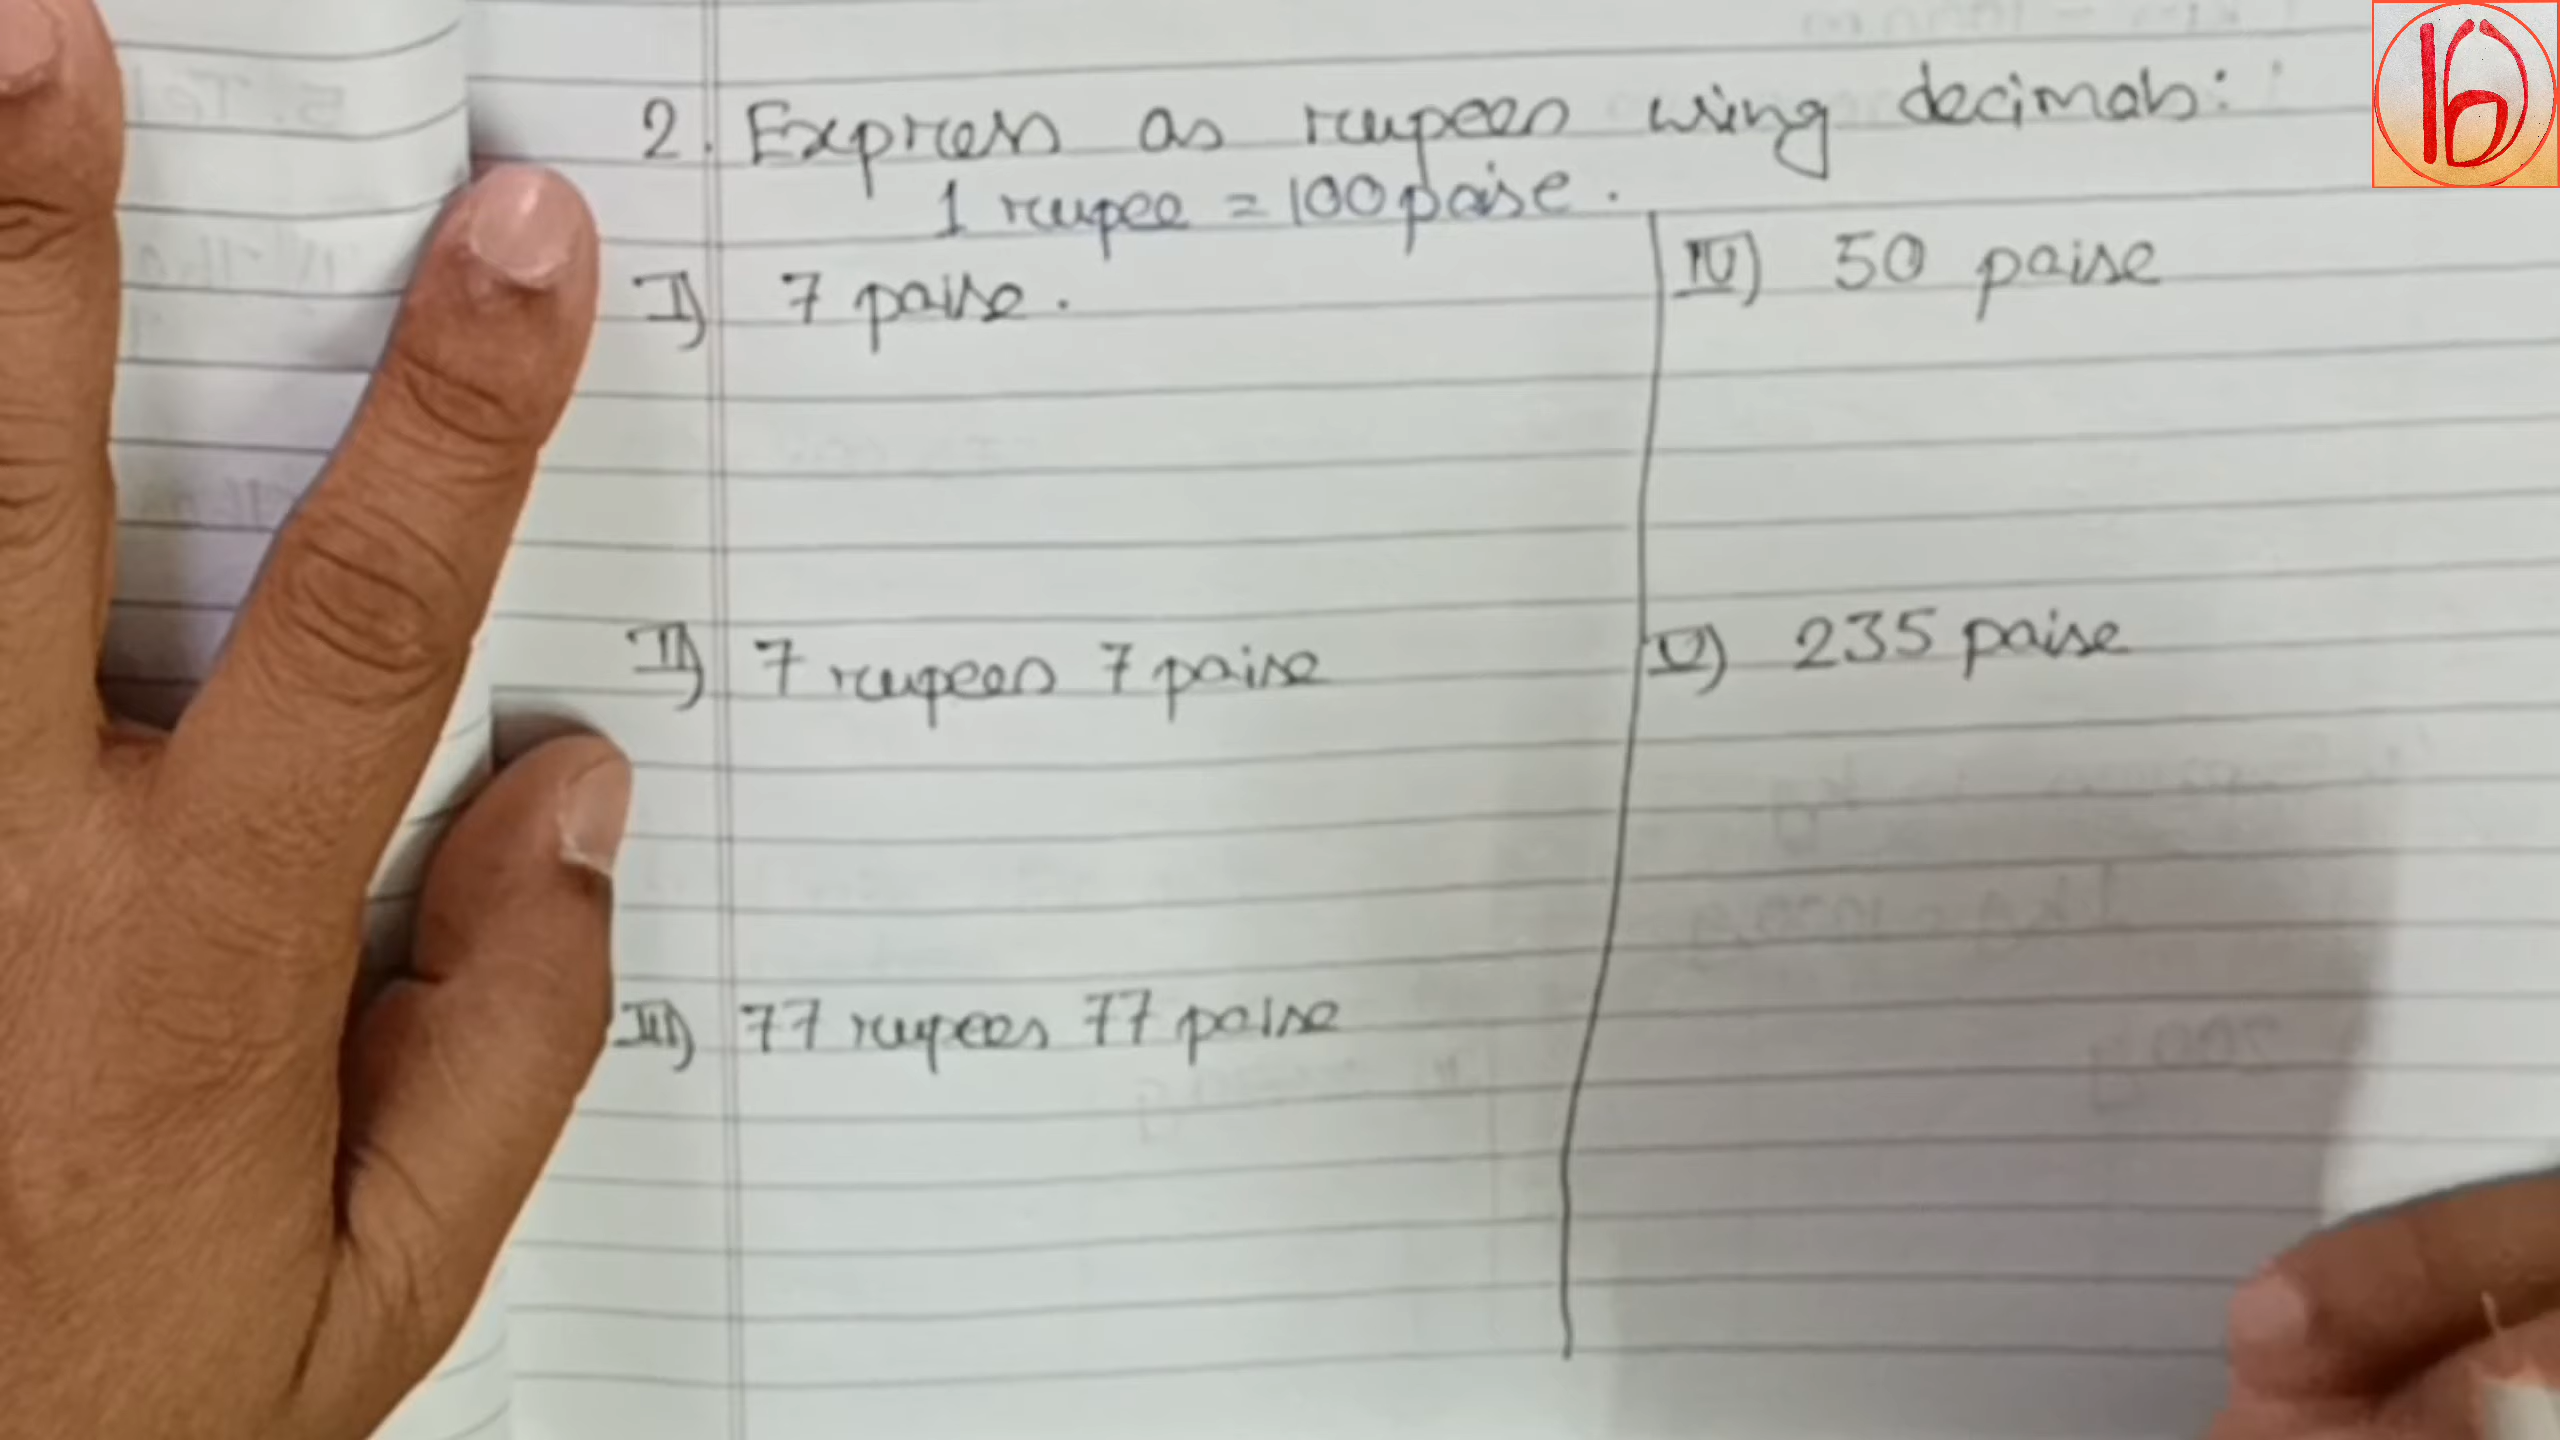 2. Express as rupees using decimals:
1 rupee = 100 paise.
I) 7 paise.
II) 7 rupees 7 paise
III) 77 rupees 77 paise
IV) 50 paise
V) 235 paise